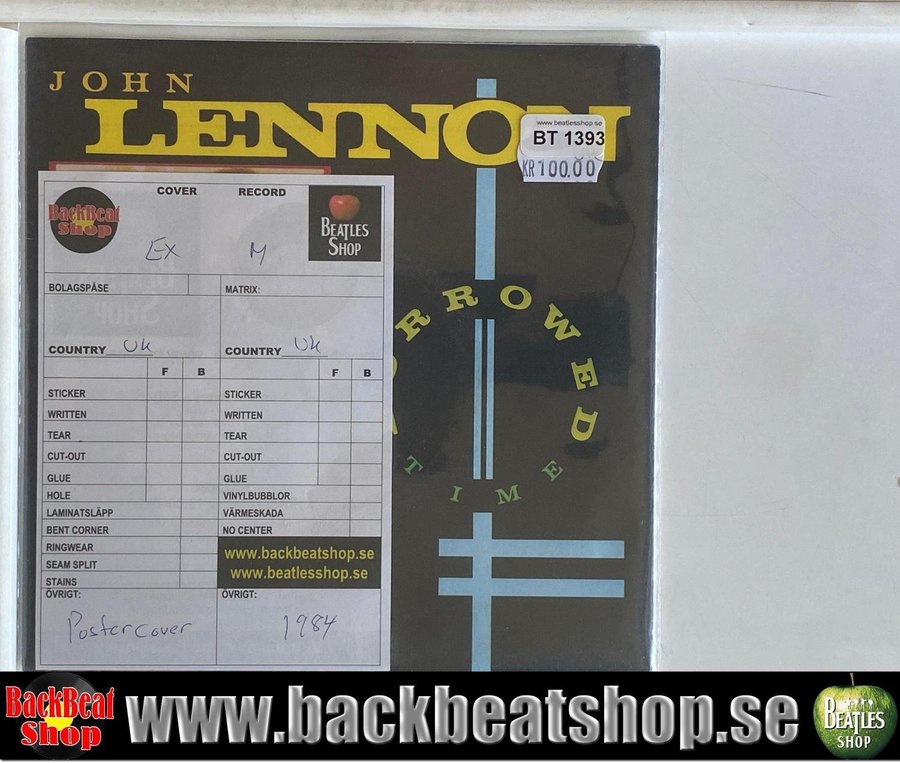 JOHN
LENNON
www.beatlesshop.se
BT 1393
KR100.00
BORROWED
TIME
BackBeat
Shop
COVER
RECORD
BEATLES
SHOP
EX
M
BOLAGSPÅSE
MATRIX:
COUNTRY UK
COUNTRY UK
F B
F B
STICKER
STICKER
WRITTEN
WRITTEN
TEAR
TEAR
CUT-OUT
CUT-OUT
GLUE
GLUE
HOLE
VINYLBUBBLOR
LAMINATSLÄPP
VÄRMESKADA
BENT CORNER
NO CENTER
RINGWEAR
SEAM SPLIT
STAINS
www.backbeatshop.se
www.beatlesshop.se
ÖVRIGT:
ÖVRIGT:
Postercover
1984
BackBeat
Shop
www.backbeatshop.se
BEATLES
SHOP